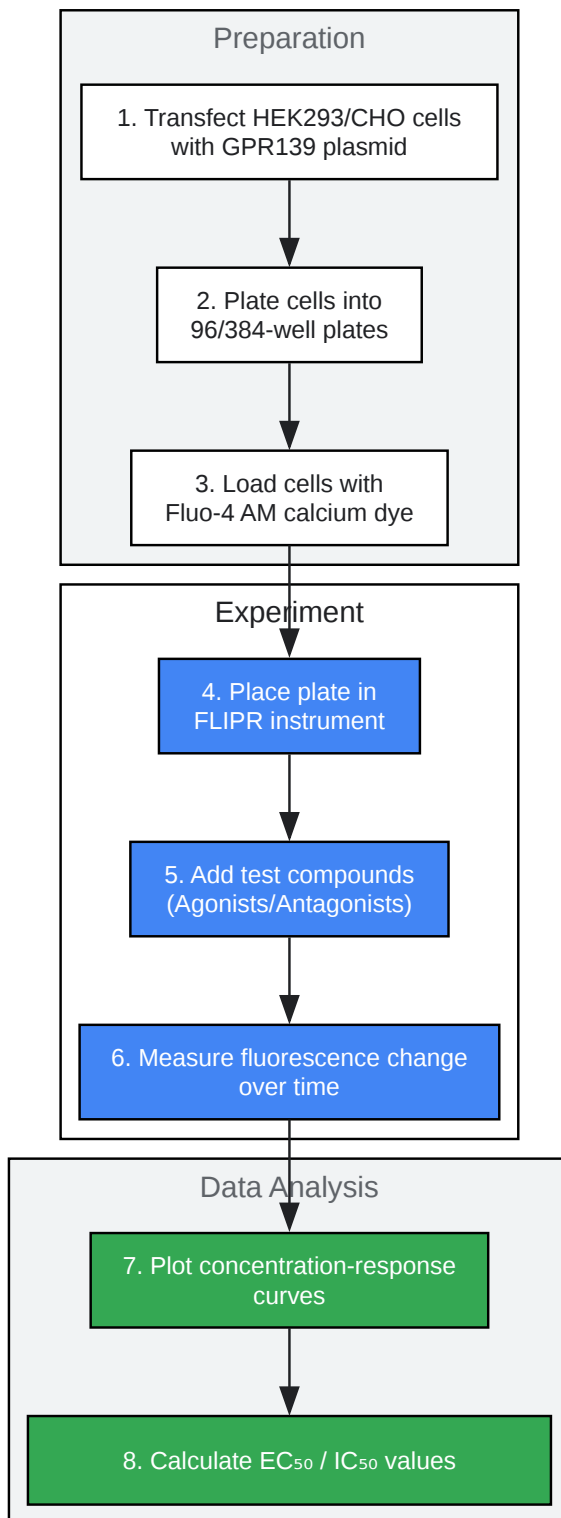 Preparation
1. Transfect HEK293/CHO cells
with GPR139 plasmid
2. Plate cells into
96/384-well plates
3. Load cells with
Fluo-4 AM calcium dye
Experiment
4. Place plate in
FLIPR instrument
5. Add test compounds
(Agonists/Antagonists)
6. Measure fluorescence change
over time
Data Analysis
7. Plot concentration-response
curves
8. Calculate EC₅₀ / IC₅₀ values